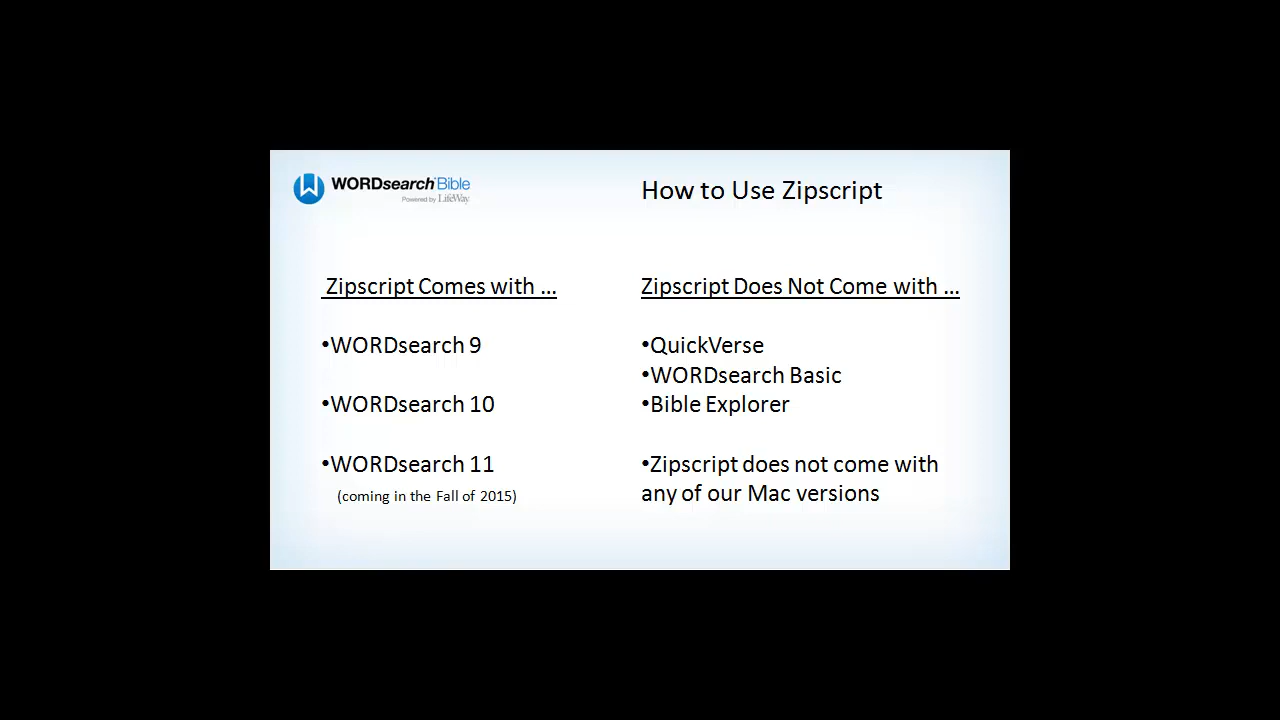 WORDsearch Bible
Powered by LifeWay
How to Use Zipscript
Zipscript Comes with ...
•WORDsearch 9
•WORDsearch 10
•WORDsearch 11
(coming in the Fall of 2015)
Zipscript Does Not Come with ...
•QuickVerse
•WORDsearch Basic
•Bible Explorer
•Zipscript does not come with
any of our Mac versions